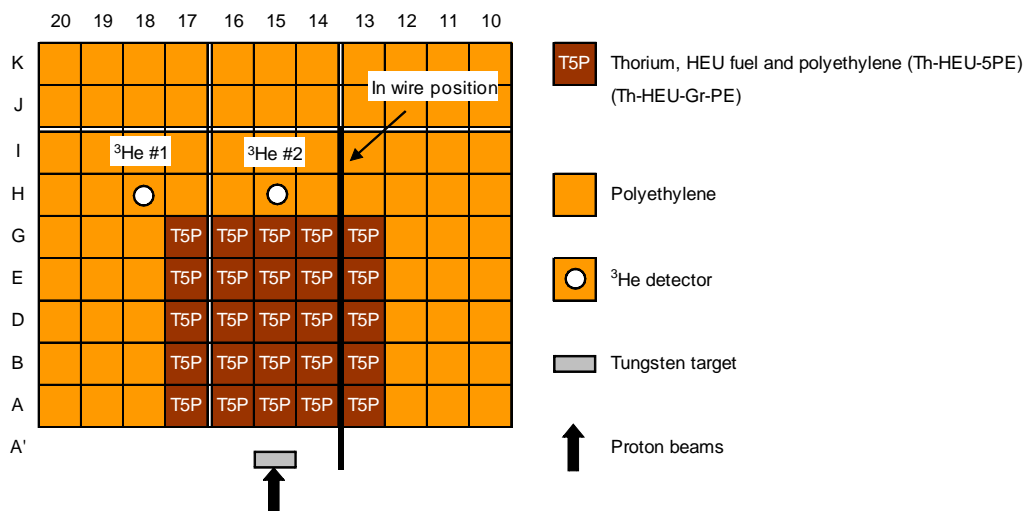 20 19 18 17 16 15 14 13 12 11 10
K
J
I
H
G
E
D
B
A
A'
In wire position
³He #1
³He #2
T5P T5P T5P T5P T5P
T5P T5P T5P T5P T5P
T5P T5P T5P T5P T5P
T5P T5P T5P T5P T5P
T5P T5P T5P T5P T5P
T5P Thorium, HEU fuel and polyethylene (Th-HEU-5PE)
(Th-HEU-Gr-PE)
Polyethylene
³He detector
Tungsten target
Proton beams